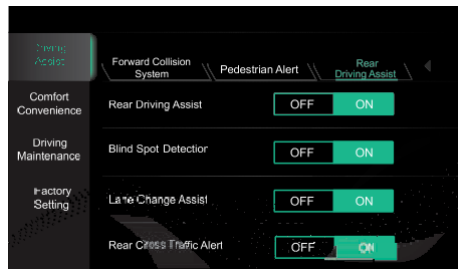 Driving
Assist
Forward Collision
System
Pedestrian Alert
Rear
Driving Assist
Comfort
Convenience
Rear Driving Assist
OFF
ON
Driving
Maintenance
Blind Spot Detection
OFF
ON
Factory
Setting
Lane Change Assist
OFF
ON
Rear Cross Traffic Alert
OFF
ON